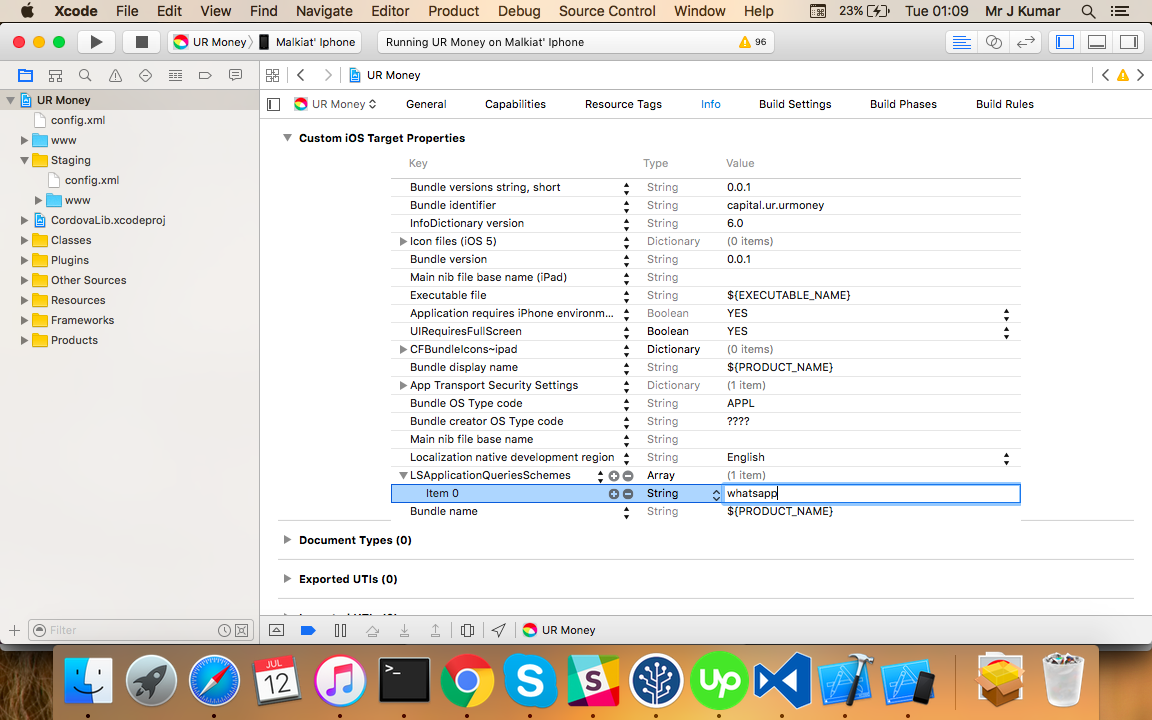 Xcode File Edit View Find Navigate Editor Product Debug Source Control Window Help 23% Tue 01:09 Mr J Kumar
UR Money Malkiat' Iphone Running UR Money on Malkiat' Iphone 96
UR Money
UR Money General Capabilities Resource Tags Info Build Settings Build Phases Build Rules
UR Money
config.xml
www
Staging
config.xml
www
CordovaLib.xcodeproj
Classes
Plugins
Other Sources
Resources
Frameworks
Products
Filter
Custom iOS Target Properties
Key Type Value
Bundle versions string, short String 0.0.1
Bundle identifier String capital.ur.urmoney
InfoDictionary version String 6.0
Icon files (iOS 5) Dictionary (0 items)
Bundle version String 0.0.1
Main nib file base name (iPad) String
Executable file String ${EXECUTABLE_NAME}
Application requires iPhone environm... Boolean YES
UIRequiresFullScreen Boolean YES
CFBundleIcons~ipad Dictionary (0 items)
Bundle display name String ${PRODUCT_NAME}
App Transport Security Settings Dictionary (1 item)
Bundle OS Type code String APPL
Bundle creator OS Type code String ????
Main nib file base name String
Localization native development region String English
LSApplicationQueriesSchemes Array (1 item)
Item 0 String whatsapp
Bundle name String ${PRODUCT_NAME}
Document Types (0)
Exported UTIs (0)
UR Money
JUL
12
>_
S
S
up